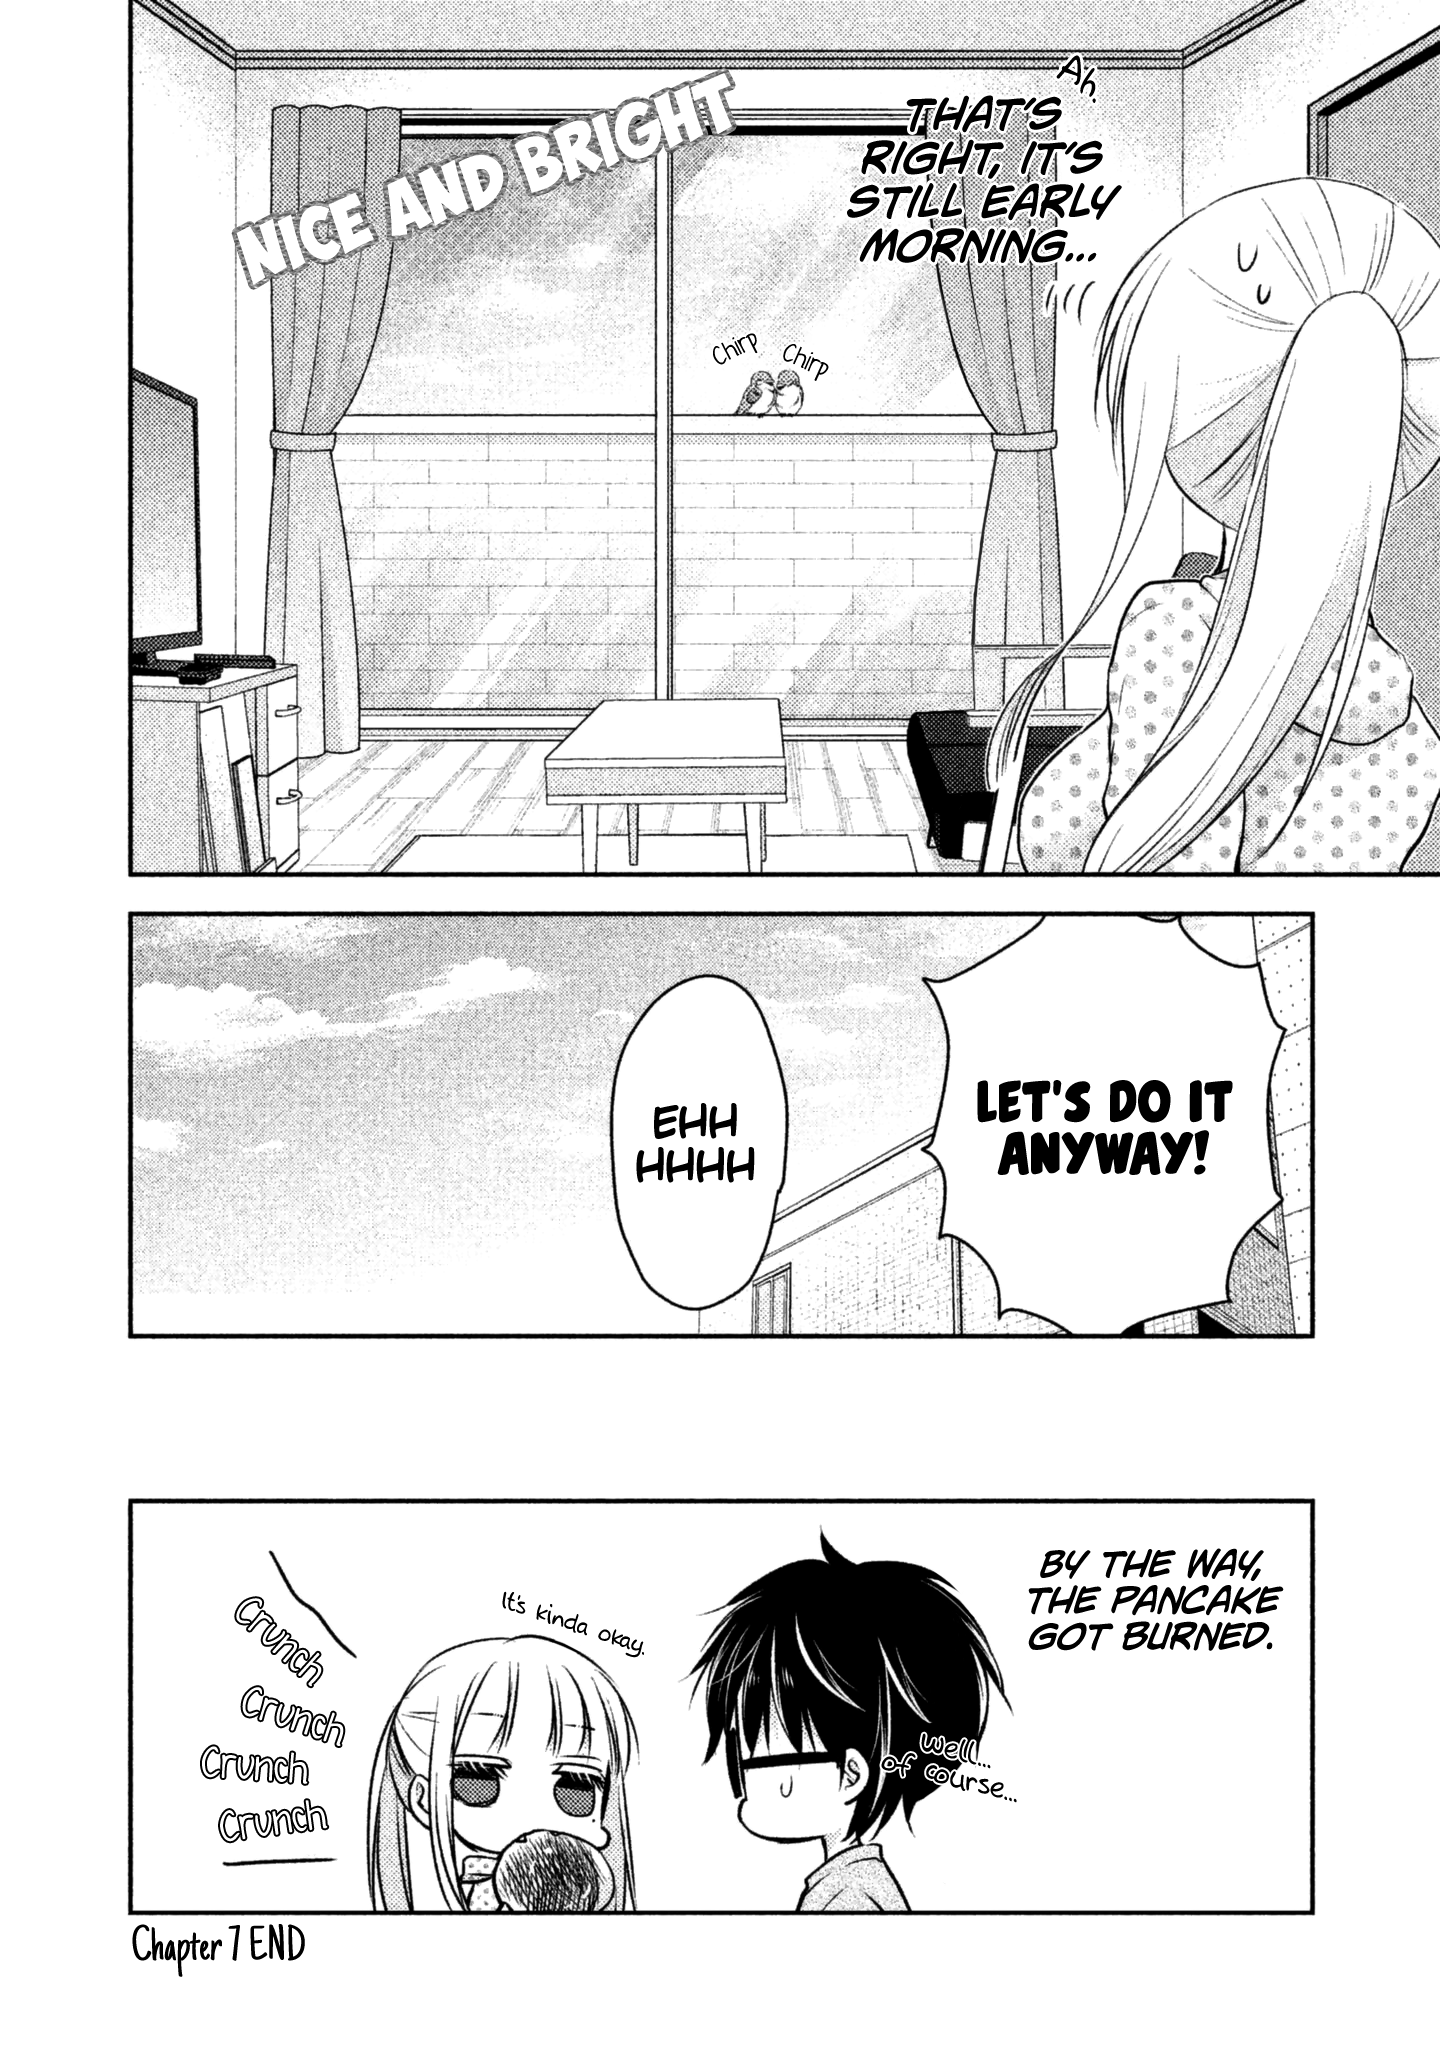 Ah.
THAT'S
RIGHT, IT'S
STILL EARLY
MORNING...
NICE AND BRIGHT
Chirp
Chirp
LET'S DO IT
ANYWAY!
EHH
HHHH
BY THE WAY,
THE PANCAKE
GOT BURNED.
well...
of course...
It's kinda okay.
Crunch
Crunch
Crunch
Crunch
Chapter 7 END